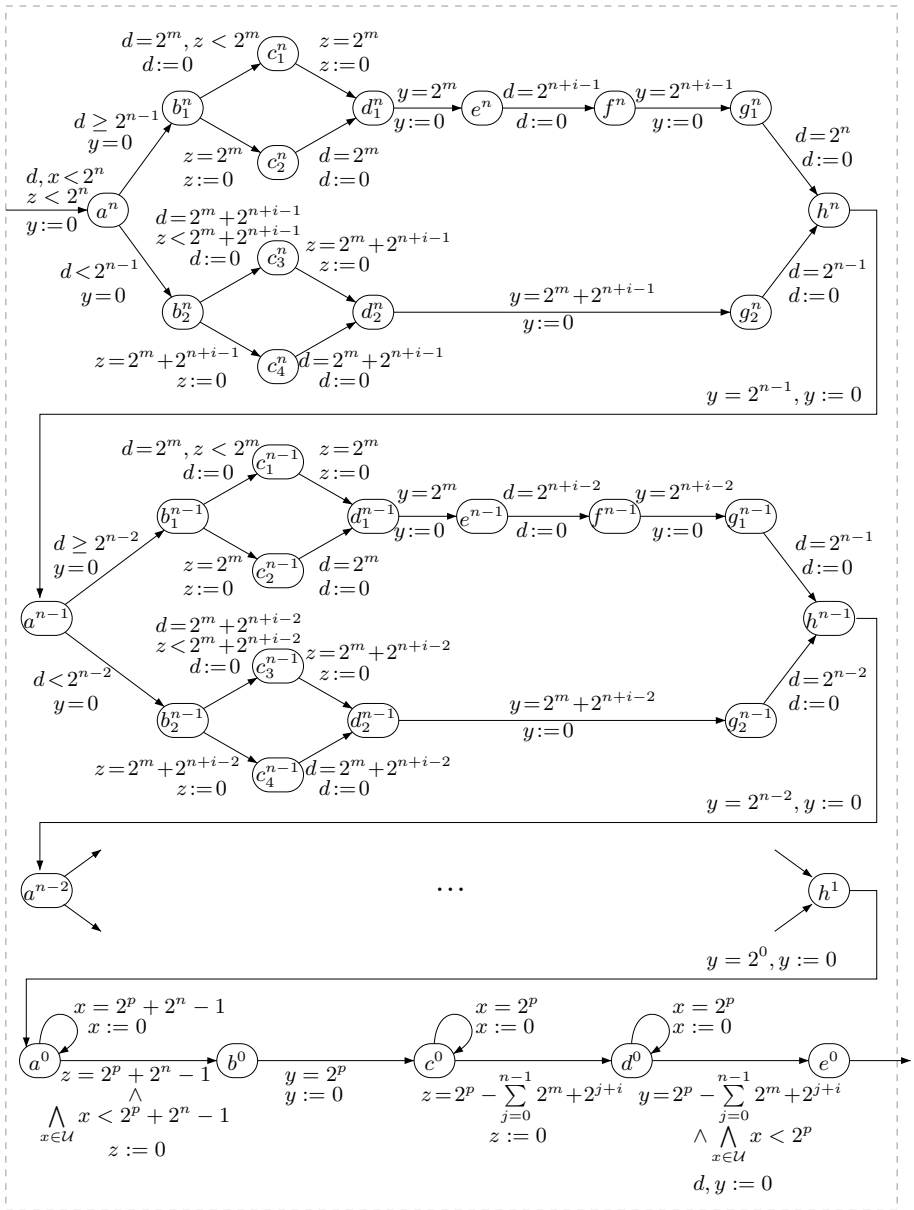 d=2^m, z < 2^m
d:=0
c_1^n
z=2^m
z:=0
b_1^n
d_1^n
y=2^m
y:=0
e^n
d=2^{n+i-1}
d:=0
f^n
y=2^{n+i-1}
y:=0
g_1^n
d ≥ 2^{n-1}
y=0
z=2^m
z:=0
c_2^n
d=2^m
d:=0
d=2^n
d:=0
d, x<2^n
z < 2^n
y:=0
a^n
h^n
d=2^m+2^{n+i-1}
z<2^m+2^{n+i-1}
d:=0
c_3^n
z=2^m+2^{n+i-1}
z:=0
d<2^{n-1}
y=0
b_2^n
d_2^n
y=2^m+2^{n+i-1}
y:=0
g_2^n
d=2^{n-1}
d:=0
z=2^m+2^{n+i-1}
z:=0
c_4^n
d=2^m+2^{n+i-1}
d:=0
y = 2^{n-1}, y := 0
d=2^m, z < 2^m
d:=0
c_1^{n-1}
z=2^m
z:=0
b_1^{n-1}
d_1^{n-1}
y=2^m
y:=0
e^{n-1}
d=2^{n+i-2}
d:=0
f^{n-1}
y=2^{n+i-2}
y:=0
g_1^{n-1}
d ≥ 2^{n-2}
y=0
z=2^m
z:=0
c_2^{n-1}
d=2^m
d:=0
d=2^{n-1}
d:=0
a^{n-1}
h^{n-1}
d=2^m+2^{n+i-2}
z<2^m+2^{n+i-2}
d:=0
c_3^{n-1}
z=2^m+2^{n+i-2}
z:=0
d<2^{n-2}
y=0
b_2^{n-1}
d_2^{n-1}
y=2^m+2^{n+i-2}
y:=0
g_2^{n-1}
d=2^{n-2}
d:=0
z=2^m+2^{n+i-2}
z:=0
c_4^{n-1}
d=2^m+2^{n+i-2}
d:=0
y = 2^{n-2}, y := 0
a^{n-2}
...
h^1
y = 2^0, y := 0
x = 2^p + 2^n − 1
x := 0
x = 2^p
x := 0
x = 2^p
x := 0
a^0
b^0
c^0
d^0
e^0
z = 2^p + 2^n − 1
∧
⋀_{x∈𝒰} x < 2^p + 2^n − 1
z := 0
y = 2^p
y := 0
z=2^p − ∑_{j=0}^{n-1} 2^m+2^{j+i}
z := 0
y=2^p − ∑_{j=0}^{n-1} 2^m+2^{j+i}
∧ ⋀_{x∈𝒰} x < 2^p
d, y := 0